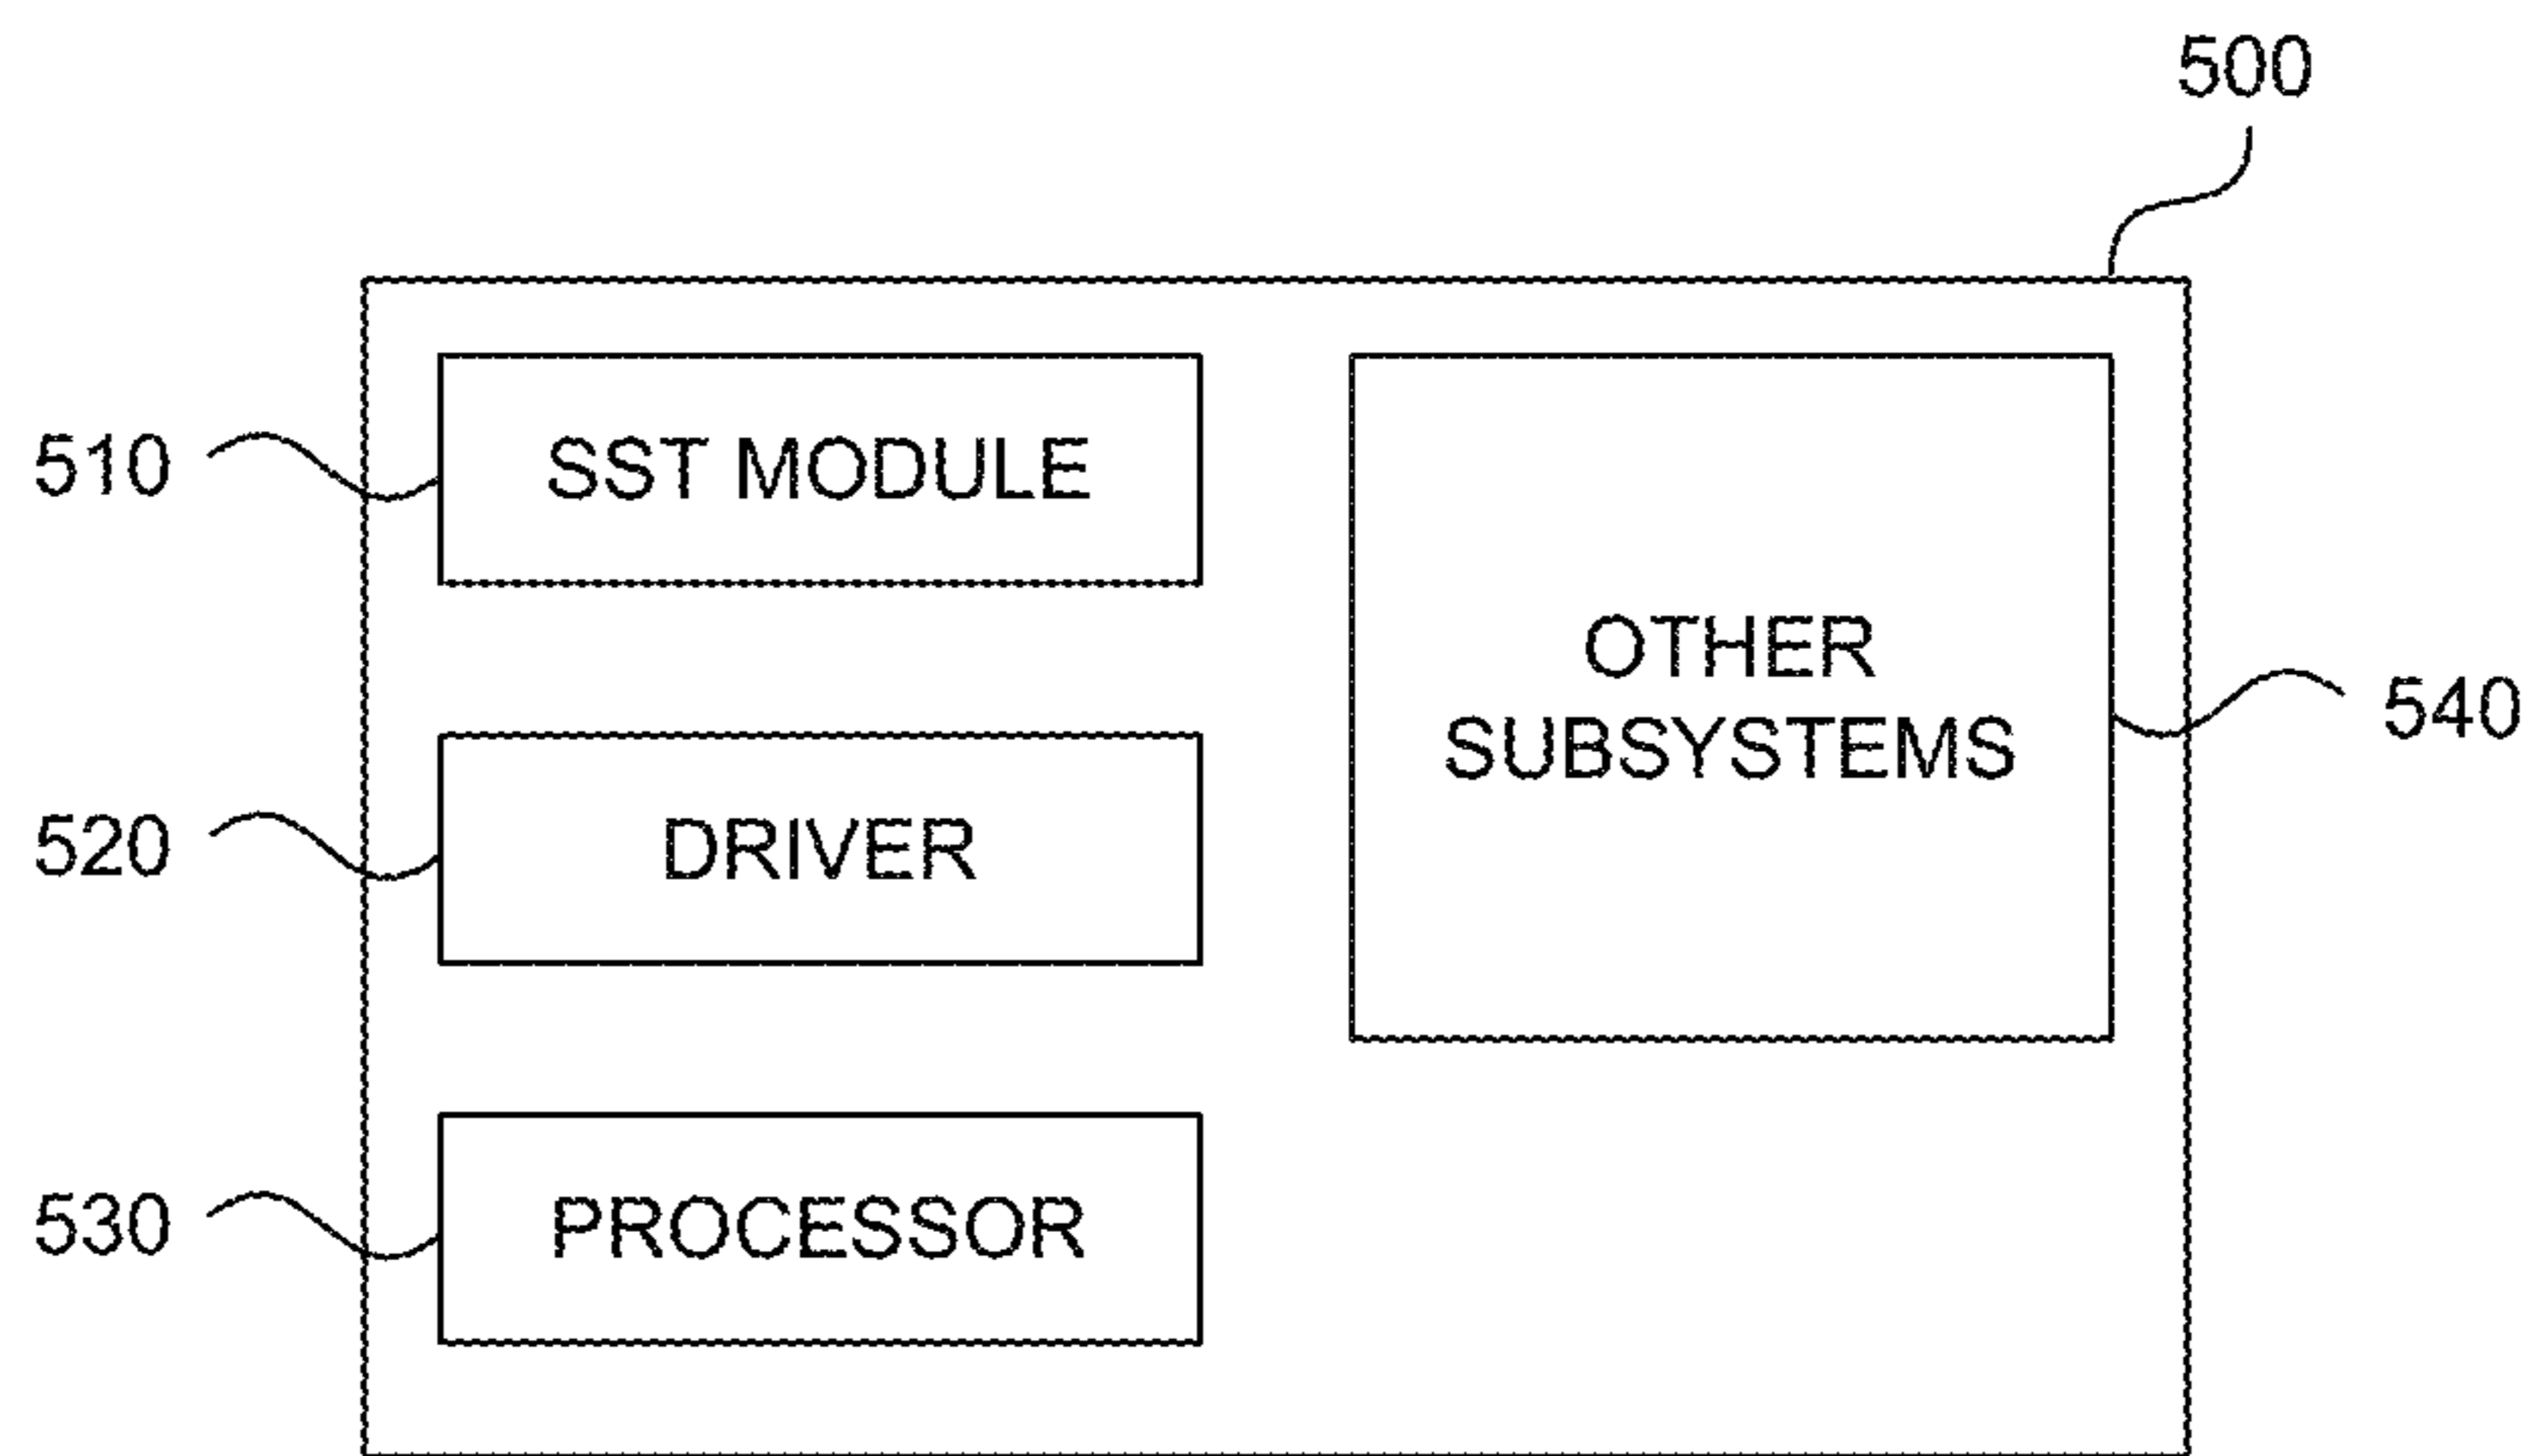 500
510
SST MODULE
OTHER
SUBSYSTEMS
540
520
DRIVER
530
PROCESSOR